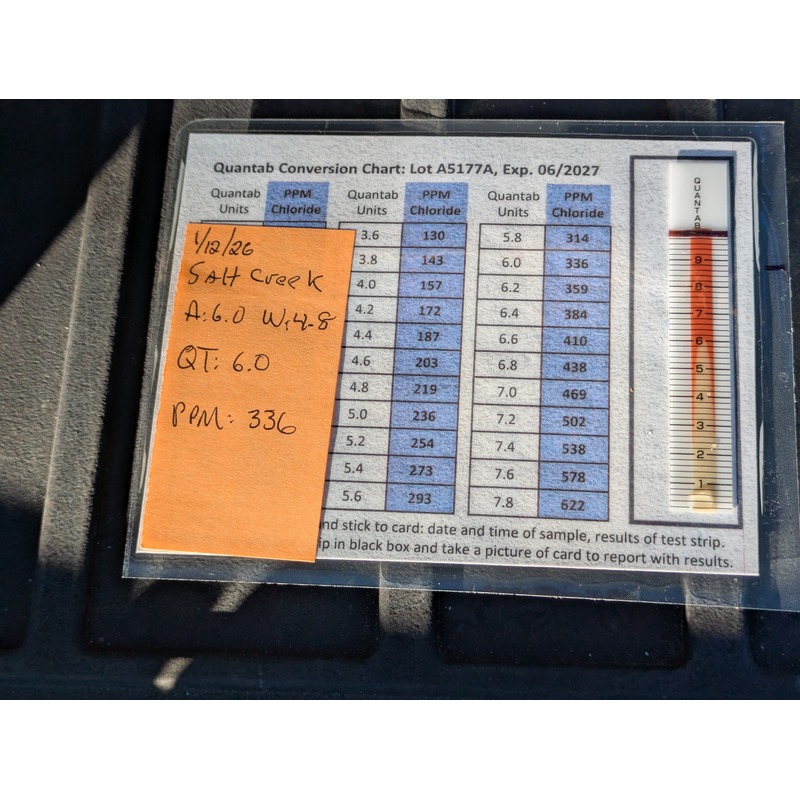 Quantab Conversion Chart: Lot A5177A, Exp. 06/2027
Quantab Units PPM Chloride Quantab Units PPM Chloride Quantab Units PPM Chloride
3.6 130 5.8 314
3.8 143 6.0 336
4.0 157 6.2 359
4.2 172 6.4 384
4.4 187 6.6 410
4.6 203 6.8 438
4.8 219 7.0 469
5.0 236 7.2 502
5.2 254 7.4 538
5.4 273 7.6 578
5.6 293 7.8 622
1/12/26
SAlt Creek
A:6.0 W:4.8
QT: 6.0
PPM: 336
QUANTAB
9
8
7
6
5
4
3
2
1
nd stick to card: date and time of sample, results of test strip.
ip in black box and take a picture of card to report with results.